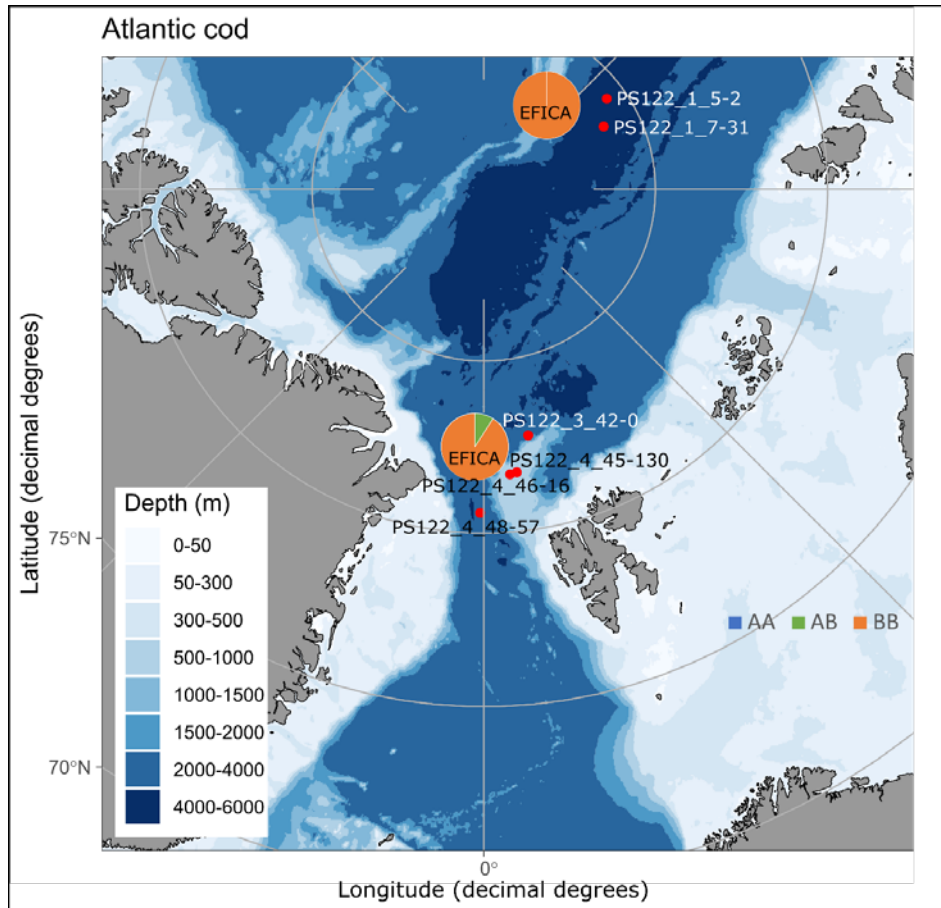 Atlantic cod
EFICA
PS122_1_5-2
PS122_1_7-31
PS122_3_42-0
EFICA
PS122_4_45-130
PS122_4_46-16
PS122_4_48-57
Latitude (decimal degrees)
75°N
70°N
Depth (m)
0-50
50-300
300-500
500-1000
1000-1500
1500-2000
2000-4000
4000-6000
AA AB BB
0°
Longitude (decimal degrees)